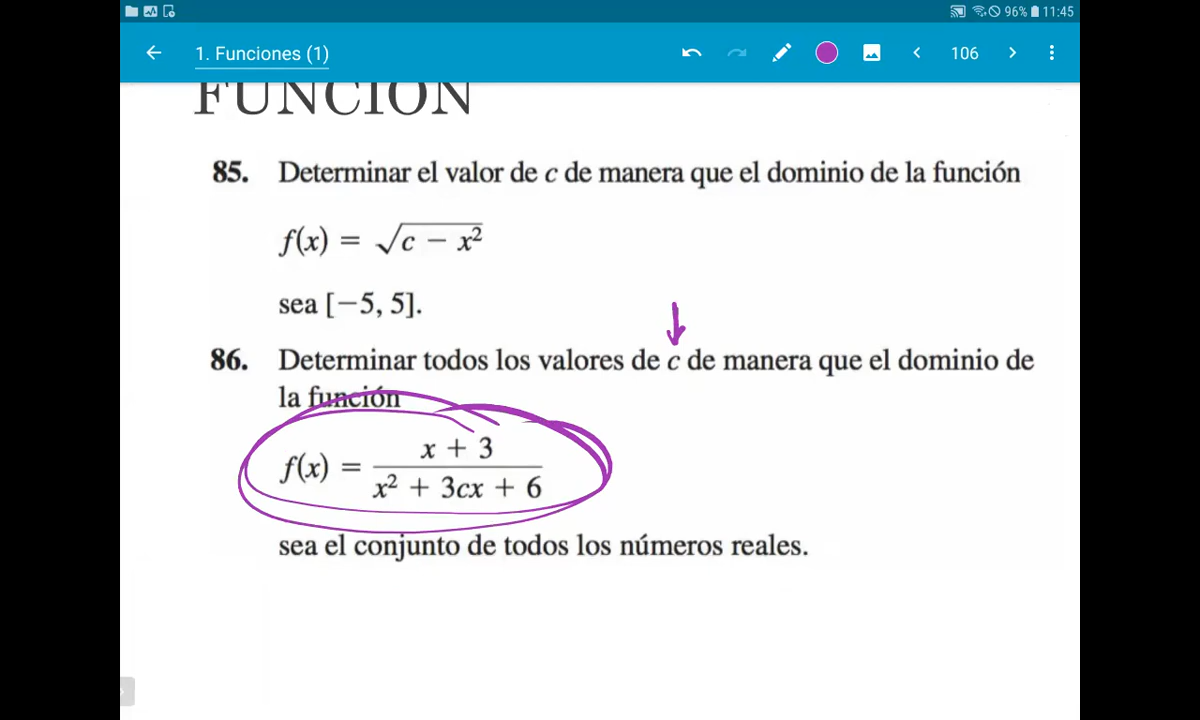 96% 11:45
1. Funciones (1) 106
FUNCIÓN
85. Determinar el valor de c de manera que el dominio de la función
f(x) = √(c − x²)
sea [−5, 5].
86. Determinar todos los valores de c de manera que el dominio de
la función
f(x) = (x + 3)/(x² + 3cx + 6)
sea el conjunto de todos los números reales.